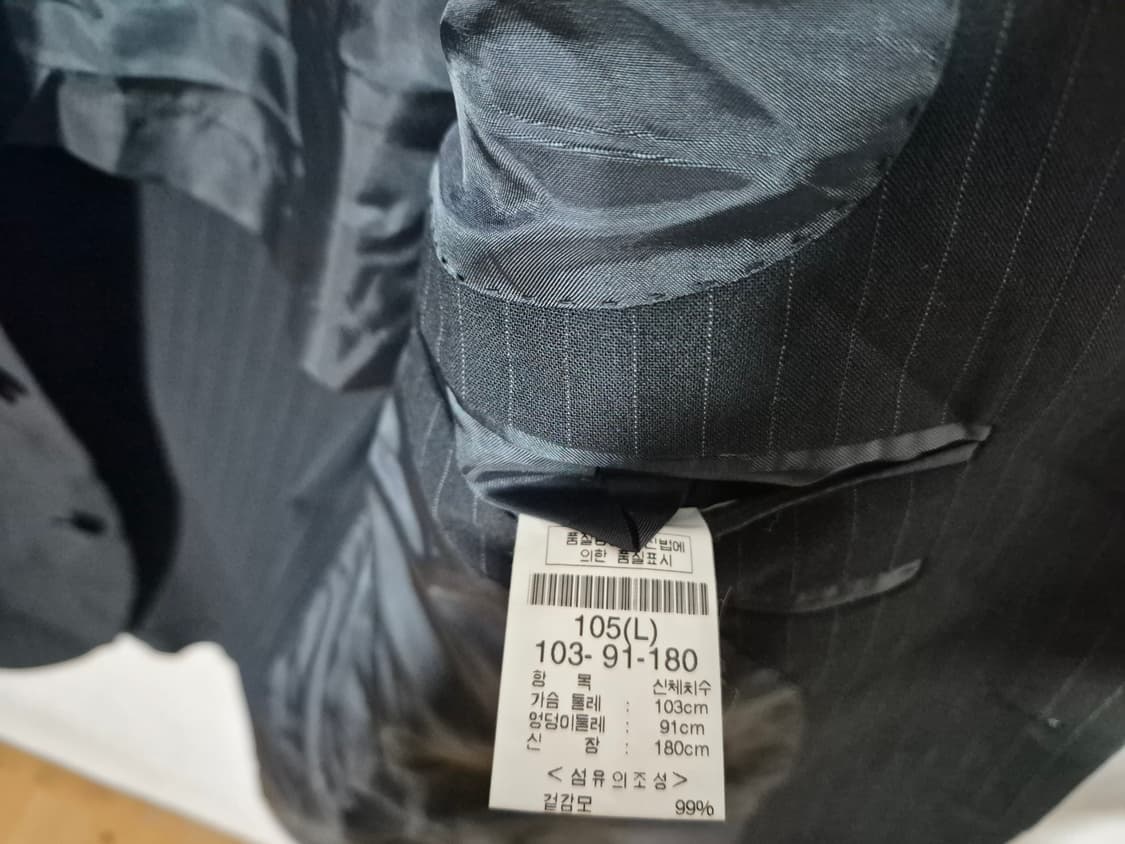 의한 품질표시
105(L)
103- 91-180
항 목 신체치수
가슴 둘레 : 103cm
엉덩이둘레 : 91cm
신 장 : 180cm
<섬유의조성>
겉감모 99%